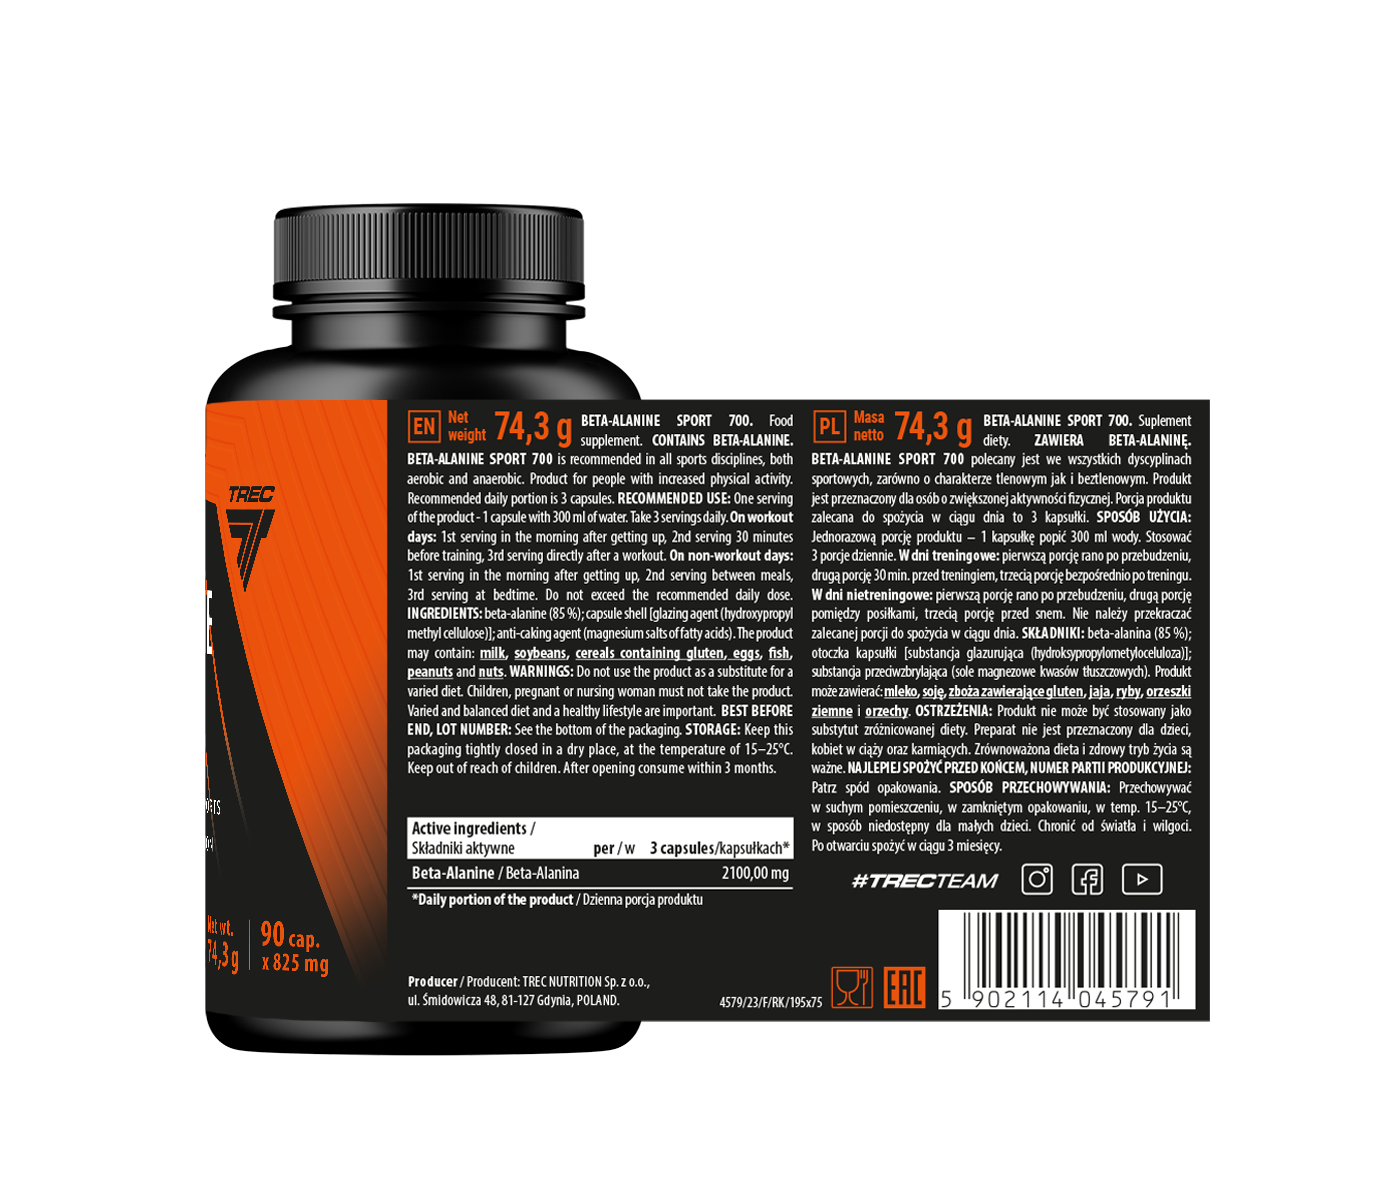 TREC
E
Net wt.
74,3 g
90 cap.
x 825 mg
EN Net weight 74,3 g BETA-ALANINE SPORT 700. Food
supplement. CONTAINS BETA-ALANINE.
BETA-ALANINE SPORT 700 is recommended in all sports disciplines, both
aerobic and anaerobic. Product for people with increased physical activity.
Recommended daily portion is 3 capsules. RECOMMENDED USE: One serving
of the product - 1 capsule with 300 ml of water. Take 3 servings daily. On workout
days: 1st serving in the morning after getting up, 2nd serving 30 minutes
before training, 3rd serving directly after a workout. On non-workout days:
1st serving in the morning after getting up, 2nd serving between meals,
3rd serving at bedtime. Do not exceed the recommended daily dose.
INGREDIENTS: beta-alanine (85 %); capsule shell [glazing agent (hydroxypropyl
methyl cellulose)]; anti-caking agent (magnesium salts of fatty acids). The product
may contain: milk, soybeans, cereals containing gluten, eggs, fish,
peanuts and nuts. WARNINGS: Do not use the product as a substitute for a
varied diet. Children, pregnant or nursing woman must not take the product.
Varied and balanced diet and a healthy lifestyle are important. BEST BEFORE
END, LOT NUMBER: See the bottom of the packaging. STORAGE: Keep this
packaging tightly closed in a dry place, at the temperature of 15–25°C.
Keep out of reach of children. After opening consume within 3 months.
Active ingredients /
Składniki aktywne per / w 3 capsules/kapsułkach*
Beta-Alanine / Beta-Alanina 2100,00 mg
*Daily portion of the product / Dzienna porcja produktu
Producer / Producent: TREC NUTRITION Sp. z o.o.,
ul. Śmidowicza 48, 81-127 Gdynia, POLAND.
PL Masa netto 74,3 g BETA-ALANINE SPORT 700. Suplement
diety. ZAWIERA BETA-ALANINĘ.
BETA-ALANINE SPORT 700 polecany jest we wszystkich dyscyplinach
sportowych, zarówno o charakterze tlenowym jak i beztlenowym. Produkt
jest przeznaczony dla osób o zwiększonej aktywności fizycznej. Porcja produktu
zalecana do spożycia w ciągu dnia to 3 kapsułki. SPOSÓB UŻYCIA:
Jednorazową porcję produktu – 1 kapsułkę popić 300 ml wody. Stosować
3 porcje dziennie. W dni treningowe: pierwszą porcję rano po przebudzeniu,
drugą porcję 30 min. przed treningiem, trzecią porcję bezpośrednio po treningu.
W dni nietreningowe: pierwszą porcję rano po przebudzeniu, drugą porcję
pomiędzy posiłkami, trzecią porcję przed snem. Nie należy przekraczać
zalecanej porcji do spożycia w ciągu dnia. SKŁADNIKI: beta-alanina (85 %);
otoczka kapsułki [substancja glazurująca (hydroksypropylometyloceluloza)];
substancja przeciwzbrylająca (sole magnezowe kwasów tłuszczowych). Produkt
może zawierać: mleko, soję, zboża zawierające gluten, jaja, ryby, orzeszki
ziemne i orzechy. OSTRZEŻENIA: Produkt nie może być stosowany jako
substytut zróżnicowanej diety. Preparat nie jest przeznaczony dla dzieci,
kobiet w ciąży oraz karmiących. Zrównoważona dieta i zdrowy tryb życia są
ważne. NAJLEPIEJ SPOŻYĆ PRZED KOŃCEM, NUMER PARTII PRODUKCYJNEJ:
Patrz spód opakowania. SPOSÓB PRZECHOWYWANIA: Przechowywać
w suchym pomieszczeniu, w zamkniętym opakowaniu, w temp. 15–25°C,
w sposób niedostępny dla małych dzieci. Chronić od światła i wilgoci.
Po otwarciu spożyć w ciągu 3 miesięcy.
#TRECTEAM
4579/23/F/RK/195x75
EAC
5 902114 045791